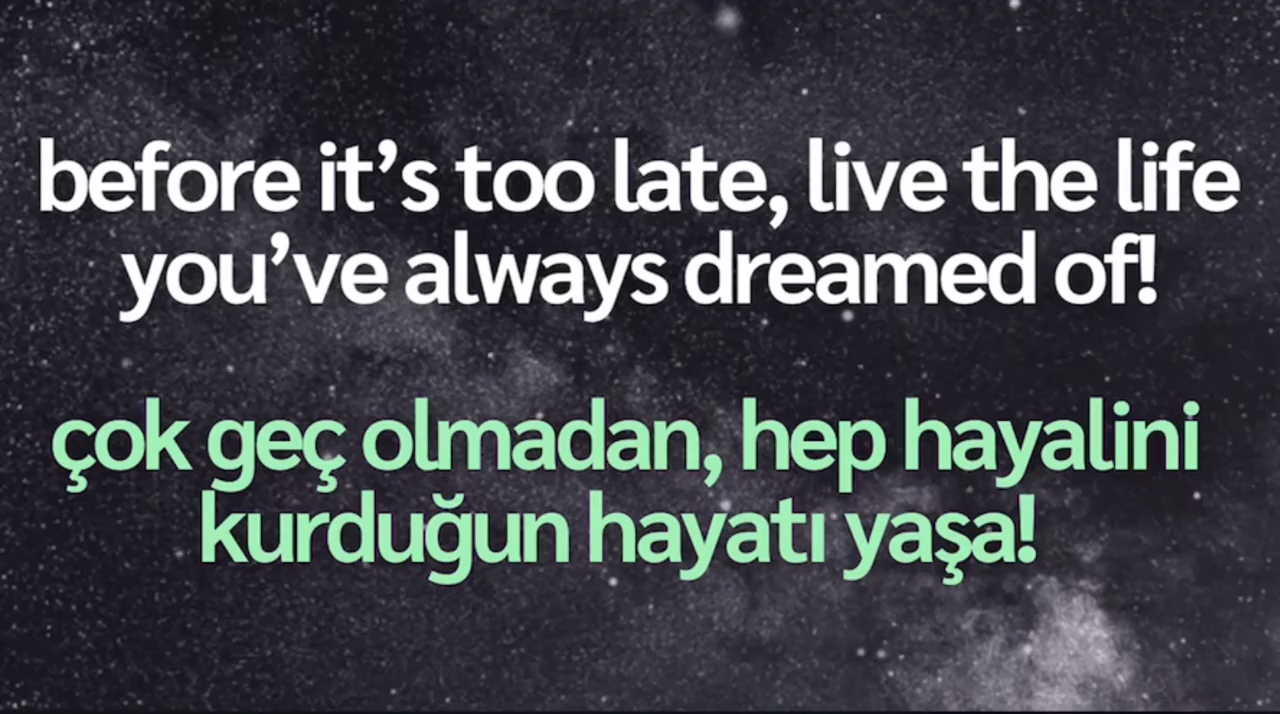 before it’s too late, live the life
you’ve always dreamed of!
çok geç olmadan, hep hayalini
kurduğun hayatı yaşa!